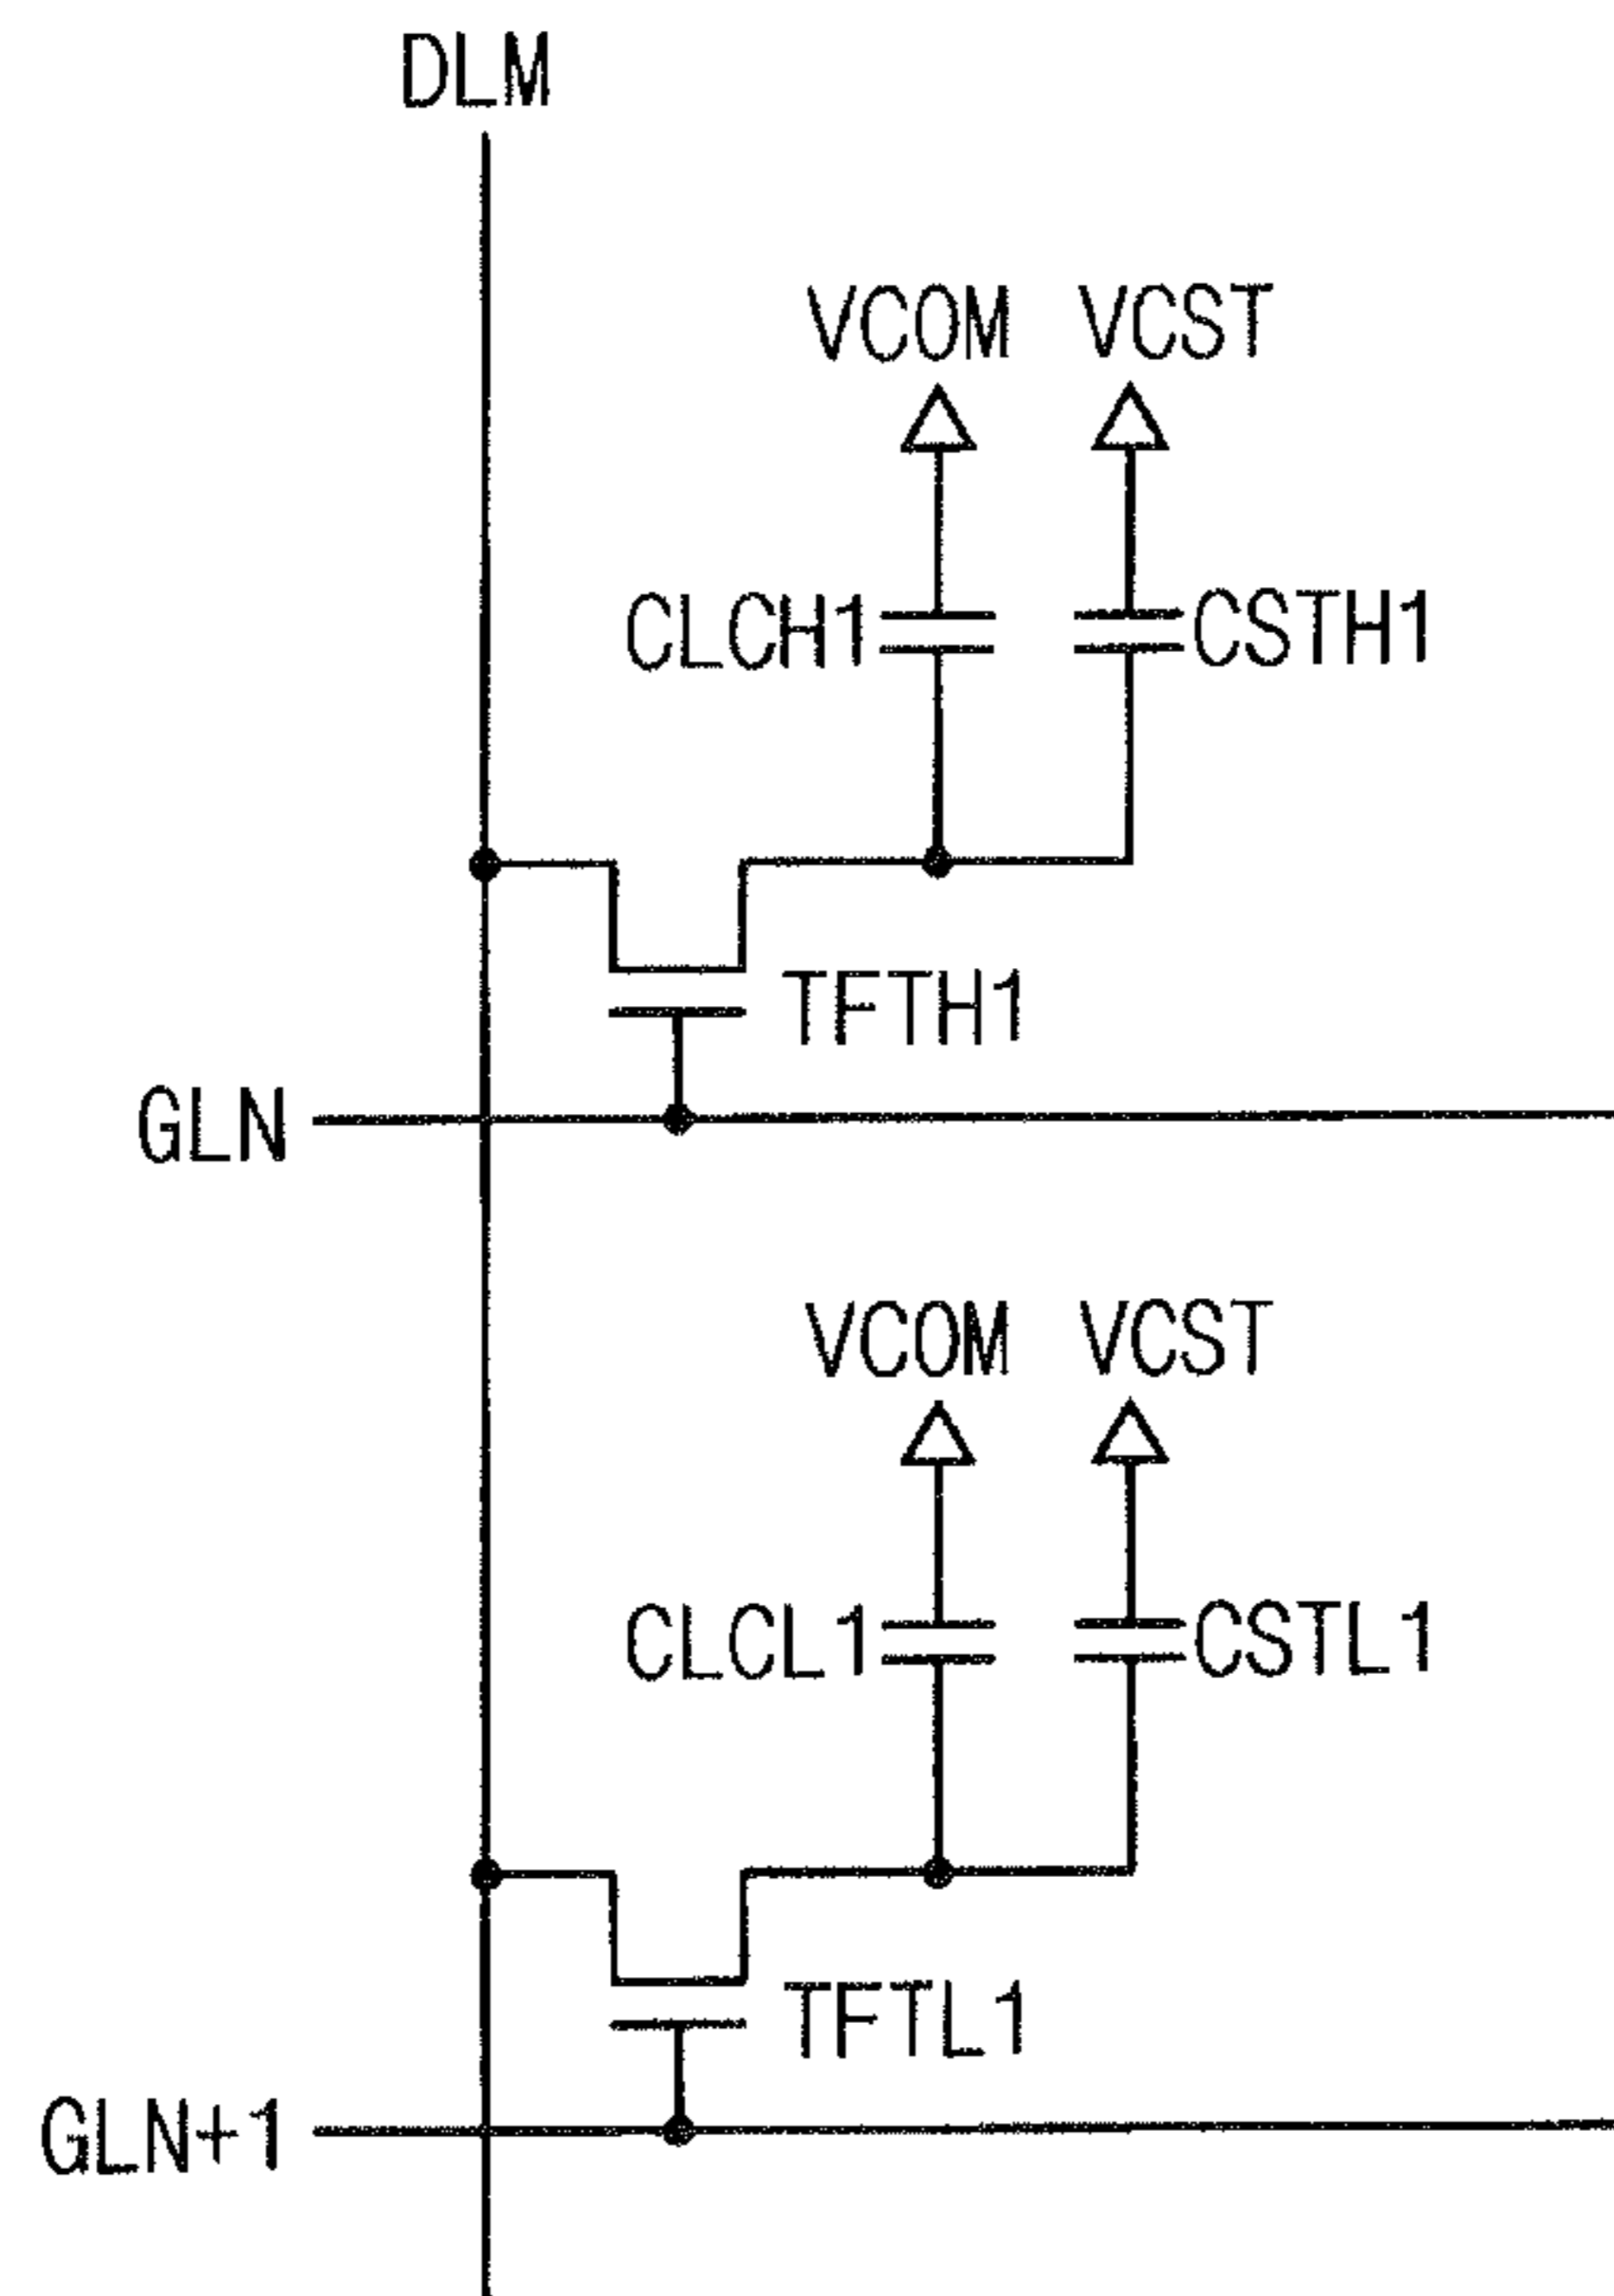 DLM
VCOM VCST
CLCH1 CSTH1
TFTH1
GLN
VCOM VCST
CLCL1 CSTL1
TFTL1
GLN+1